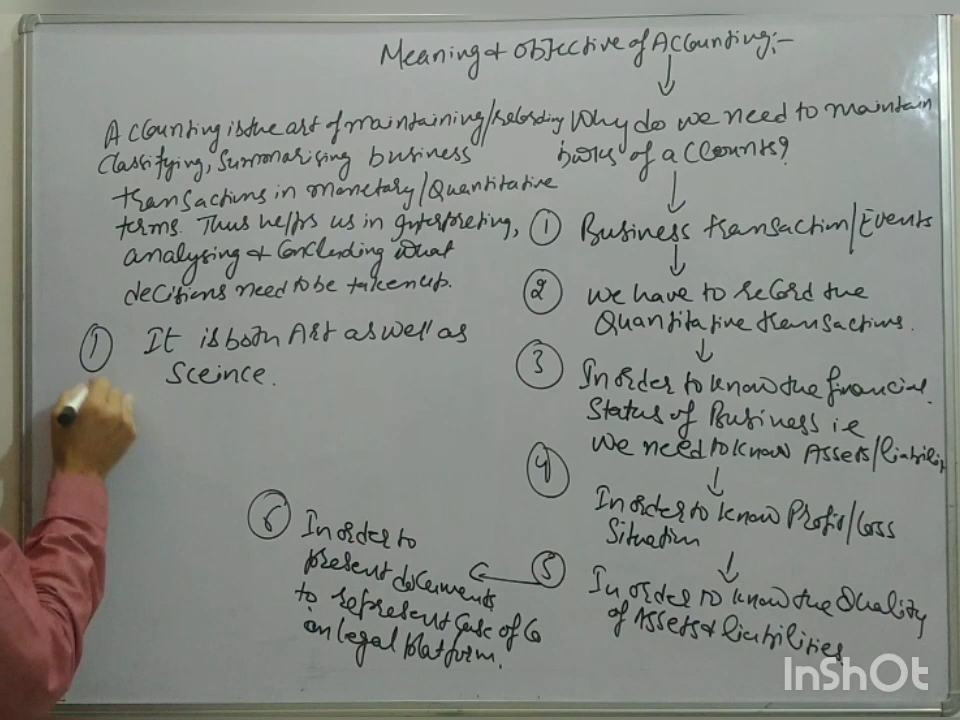 Meaning & Objective of Accounting:-
Accounting is the art of maintaining/recording
Classifying, Summarising business
transactions in monetary/Quantitative
terms. Thus helps us in interpreting,
analysing & Concluding what
decisions need to be taken up.
① It is both Art as well as
Sceince.
Why do we need to maintain
books of accounts?
① Business transaction/Events
② we have to record the
Quantitative transactions.
③ In order to know the financial
Status of Business i.e
we need to know Assets/liability
④ In order to know Profit/Loss
Situation
⑤ In order to know the Quality
of Assets & liabilities
⑥ In order to
present documents
to represent Case of Co
on legal platform.
InShOt